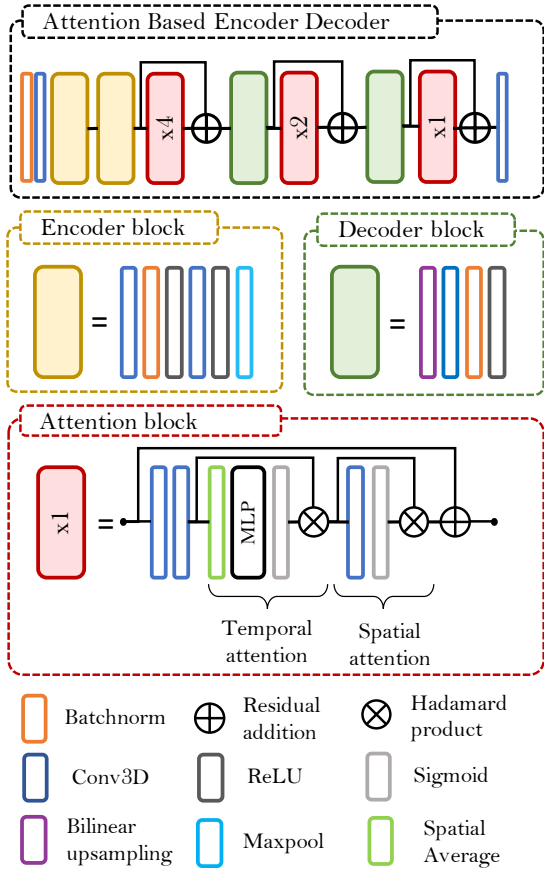 Attention Based Encoder Decoder
x4
x2
x1
Encoder block
=
Decoder block
=
Attention block
x1
=
MLP
Temporal
attention
Spatial
attention
Batchnorm
Residual
addition
Hadamard
product
Conv3D
ReLU
Sigmoid
Bilinear
upsampling
Maxpool
Spatial
Average